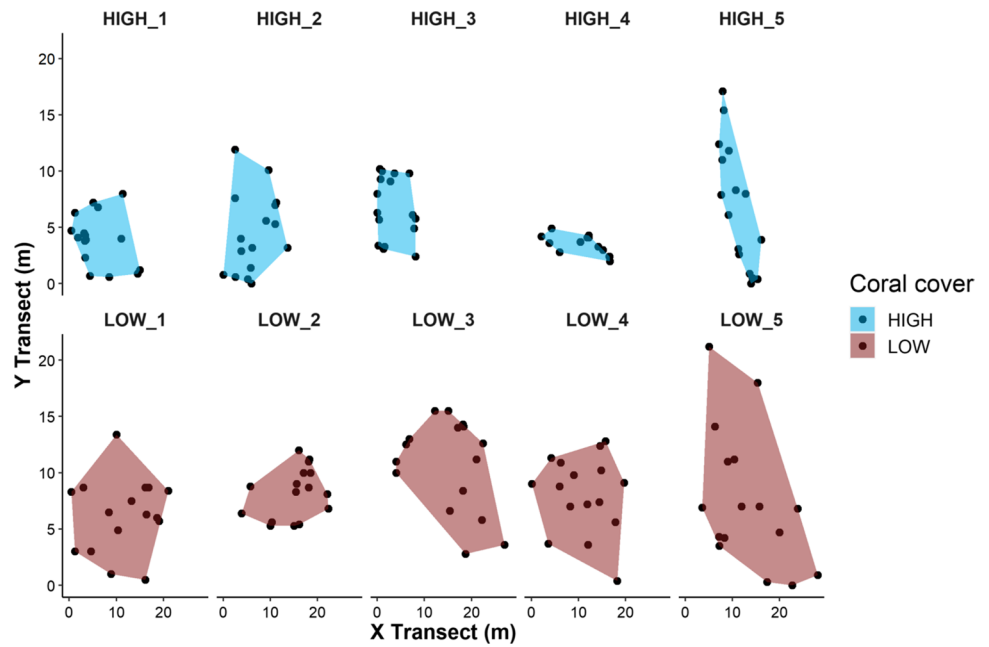 HIGH_1 HIGH_2 HIGH_3 HIGH_4 HIGH_5
20
15
10
5
0
LOW_1 LOW_2 LOW_3 LOW_4 LOW_5
20
15
10
5
0
0 10 20 0 10 20 0 10 20 0 10 20 0 10 20
X Transect (m)
Y Transect (m)
Coral cover
HIGH
LOW